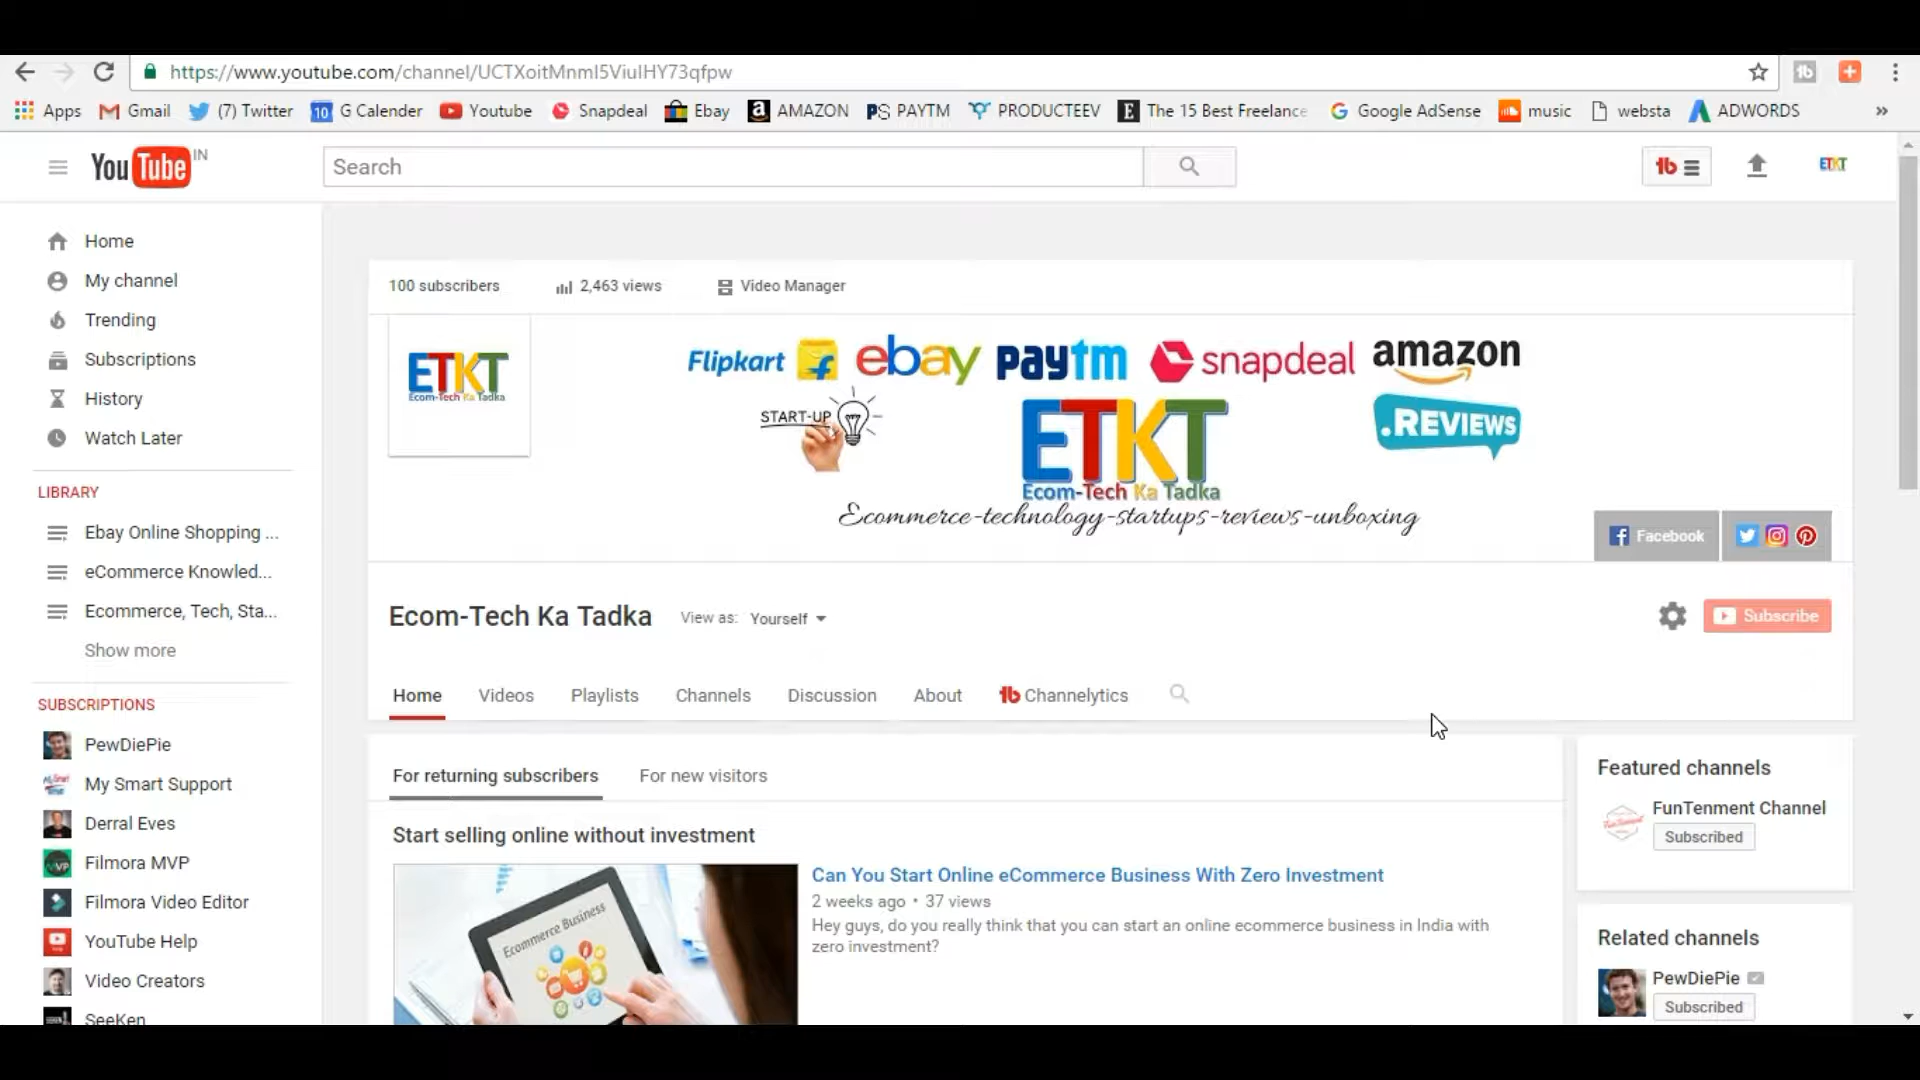 https://www.youtube.com/channel/UCTXoitMnmI5ViuIHY73qfpw
Apps Gmail (7) Twitter 10 G Calender Youtube Snapdeal Ebay a AMAZON PS PAYTM PRODUCTEEV E The 15 Best Freelance Google AdSense music websta ADWORDS »
YouTube IN
Search
ETKT
Home
My channel
Trending
Subscriptions
History
Watch Later
LIBRARY
Ebay Online Shopping ...
eCommerce Knowled...
Ecommerce, Tech, Sta...
Show more
SUBSCRIPTIONS
PewDiePie
My Smart Support
Derral Eves
Filmora MVP
Filmora Video Editor
YouTube Help
Video Creators
SeeKen
100 subscribers 2,463 views Video Manager
ETKT
Ecom-Tech Ka Tadka
Flipkart ebay paytm snapdeal amazon
START-UP
ETKT
.REVIEWS
Ecom-Tech Ka Tadka
Ecommerce-technology-startups-reviews-unboxing
Facebook
Ecom-Tech Ka Tadka View as: Yourself
Subscribe
Home Videos Playlists Channels Discussion About Channelytics
For returning subscribers For new visitors
Start selling online without investment
Ecommerce Business
Can You Start Online eCommerce Business With Zero Investment
2 weeks ago • 37 views
Hey guys, do you really think that you can start an online ecommerce business in India with
zero investment?
Featured channels
FunTenment Channel
Subscribed
Related channels
PewDiePie
Subscribed